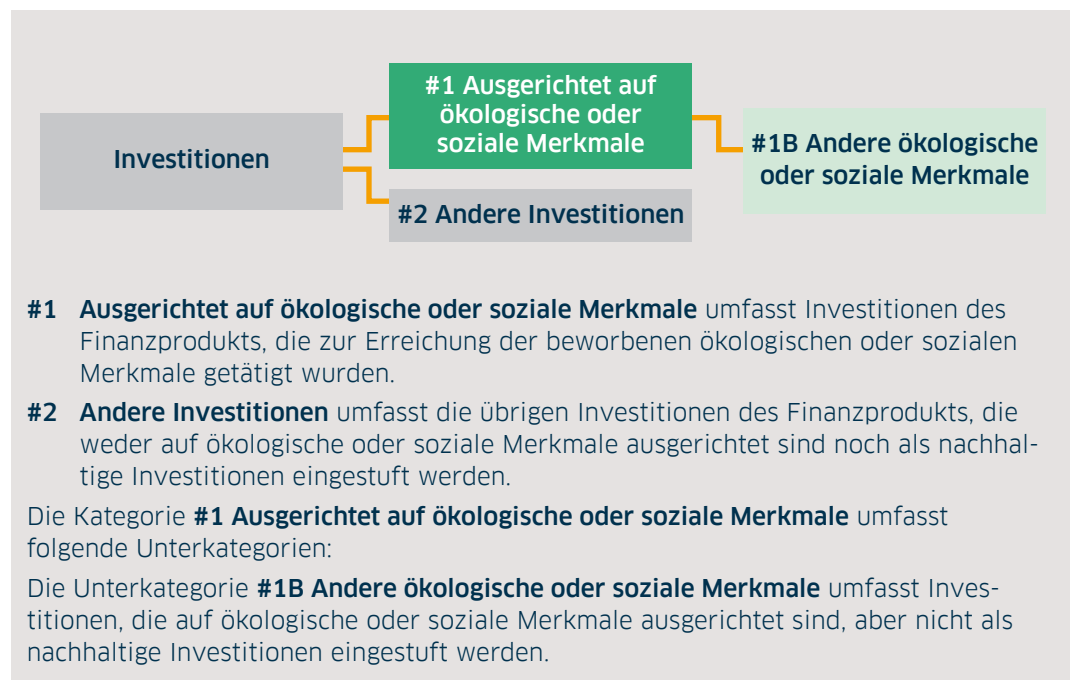 #1 Ausgerichtet auf
ökologische oder
soziale Merkmale
Investitionen
#1B Andere ökologische
oder soziale Merkmale
#2 Andere Investitionen
#1 Ausgerichtet auf ökologische oder soziale Merkmale umfasst Investitionen des
Finanzprodukts, die zur Erreichung der beworbenen ökologischen oder sozialen
Merkmale getätigt wurden.
#2 Andere Investitionen umfasst die übrigen Investitionen des Finanzprodukts, die
weder auf ökologische oder soziale Merkmale ausgerichtet sind noch als nachhal-
tige Investitionen eingestuft werden.
Die Kategorie #1 Ausgerichtet auf ökologische oder soziale Merkmale umfasst
folgende Unterkategorien:
Die Unterkategorie #1B Andere ökologische oder soziale Merkmale umfasst Inves-
titionen, die auf ökologische oder soziale Merkmale ausgerichtet sind, aber nicht als
nachhaltige Investitionen eingestuft werden.